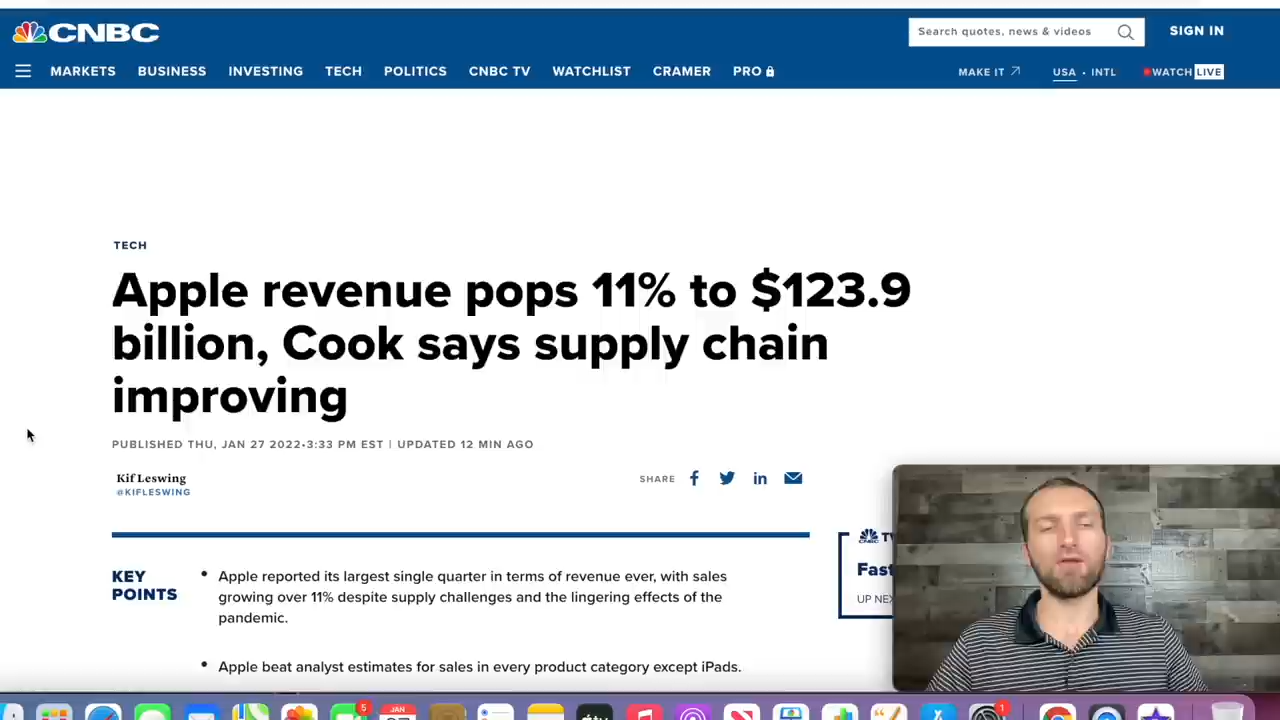 CNBC
Search quotes, news & videos
SIGN IN
MARKETS BUSINESS INVESTING TECH POLITICS CNBC TV WATCHLIST CRAMER PRO
MAKE IT USA • INTL WATCH LIVE
TECH
Apple revenue pops 11% to $123.9
billion, Cook says supply chain
improving
PUBLISHED THU, JAN 27 2022•3:33 PM EST | UPDATED 12 MIN AGO
Kif Leswing
@KIFLESWING
SHARE
KEY
POINTS
• Apple reported its largest single quarter in terms of revenue ever, with sales
growing over 11% despite supply challenges and the lingering effects of the
pandemic.
• Apple beat analyst estimates for sales in every product category except iPads.
Fast
UP
5
JAN
tv
1